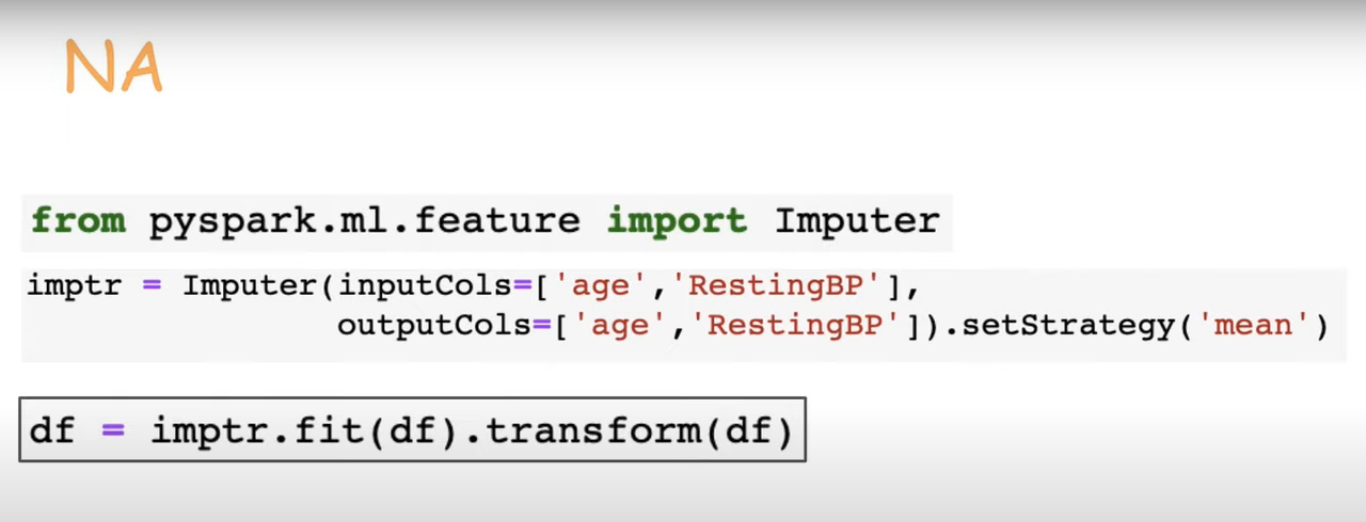 NA
from pyspark.ml.feature import Imputer
imptr = Imputer(inputCols=['age','RestingBP'],
outputCols=['age','RestingBP']).setStrategy('mean')
df = imptr.fit(df).transform(df)